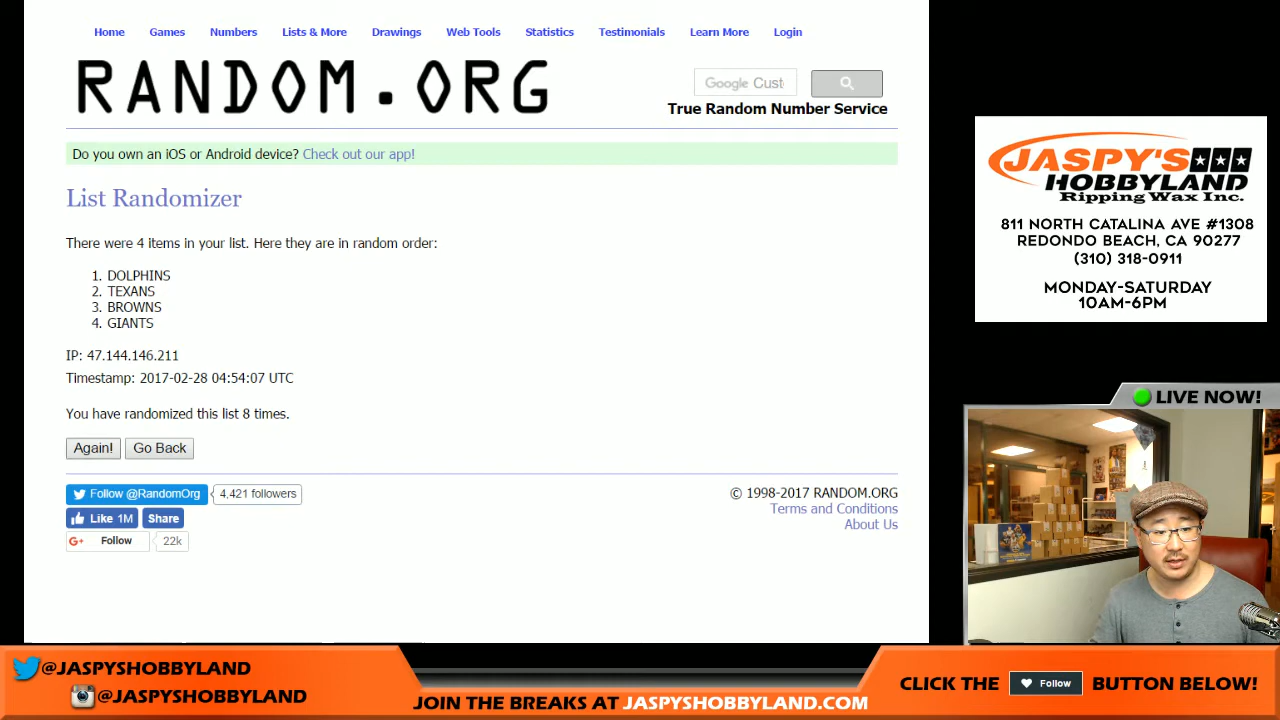 Home Games Numbers Lists & More Drawings Web Tools Statistics Testimonials Learn More Login
RANDOM.ORG
Google Cust
True Random Number Service
Do you own an iOS or Android device? Check out our app!
List Randomizer
There were 4 items in your list. Here they are in random order:
1. DOLPHINS
2. TEXANS
3. BROWNS
4. GIANTS
IP: 47.144.146.211
Timestamp: 2017-02-28 04:54:07 UTC
You have randomized this list 8 times.
Again! Go Back
Follow @RandomOrg 4,421 followers
Like 1M Share
G+ Follow 22k
© 1998-2017 RANDOM.ORG
Terms and Conditions
About Us
JASPY'S
HOBBYLAND
Ripping Wax Inc.
811 NORTH CATALINA AVE #1308
REDONDO BEACH, CA 90277
(310) 318-0911
MONDAY-SATURDAY
10AM-6PM
LIVE NOW!
@JASPYSHOBBYLAND
@JASPYSHOBBYLAND
JOIN THE BREAKS AT JASPYSHOBBYLAND.COM
CLICK THE Follow BUTTON BELOW!